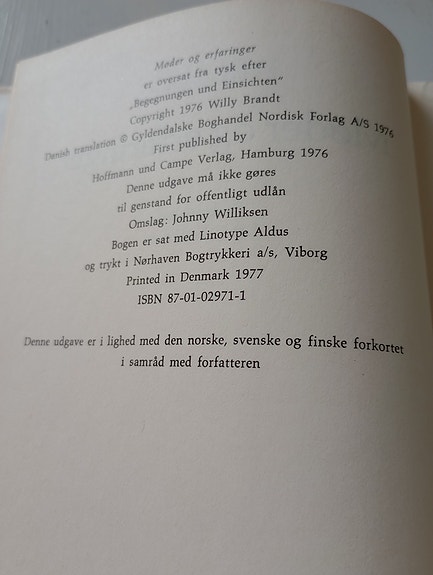 Møder og erfaringer
er oversat fra tysk efter
„Begegnungen und Einsichten"
Copyright 1976 Willy Brandt
Danish translation © Gyldendalske Boghandel Nordisk Forlag A/S 1976
First published by
Hoffmann und Campe Verlag, Hamburg 1976
Denne udgave må ikke gøres
til genstand for offentligt udlån
Omslag: Johnny Williksen
Bogen er sat med Linotype Aldus
og trykt i Nørhaven Bogtrykkeri a/s, Viborg
Printed in Denmark 1977
ISBN 87-01-02971-1
Denne udgave er i lighed med den norske, svenske og finske forkortet
i samråd med forfatteren